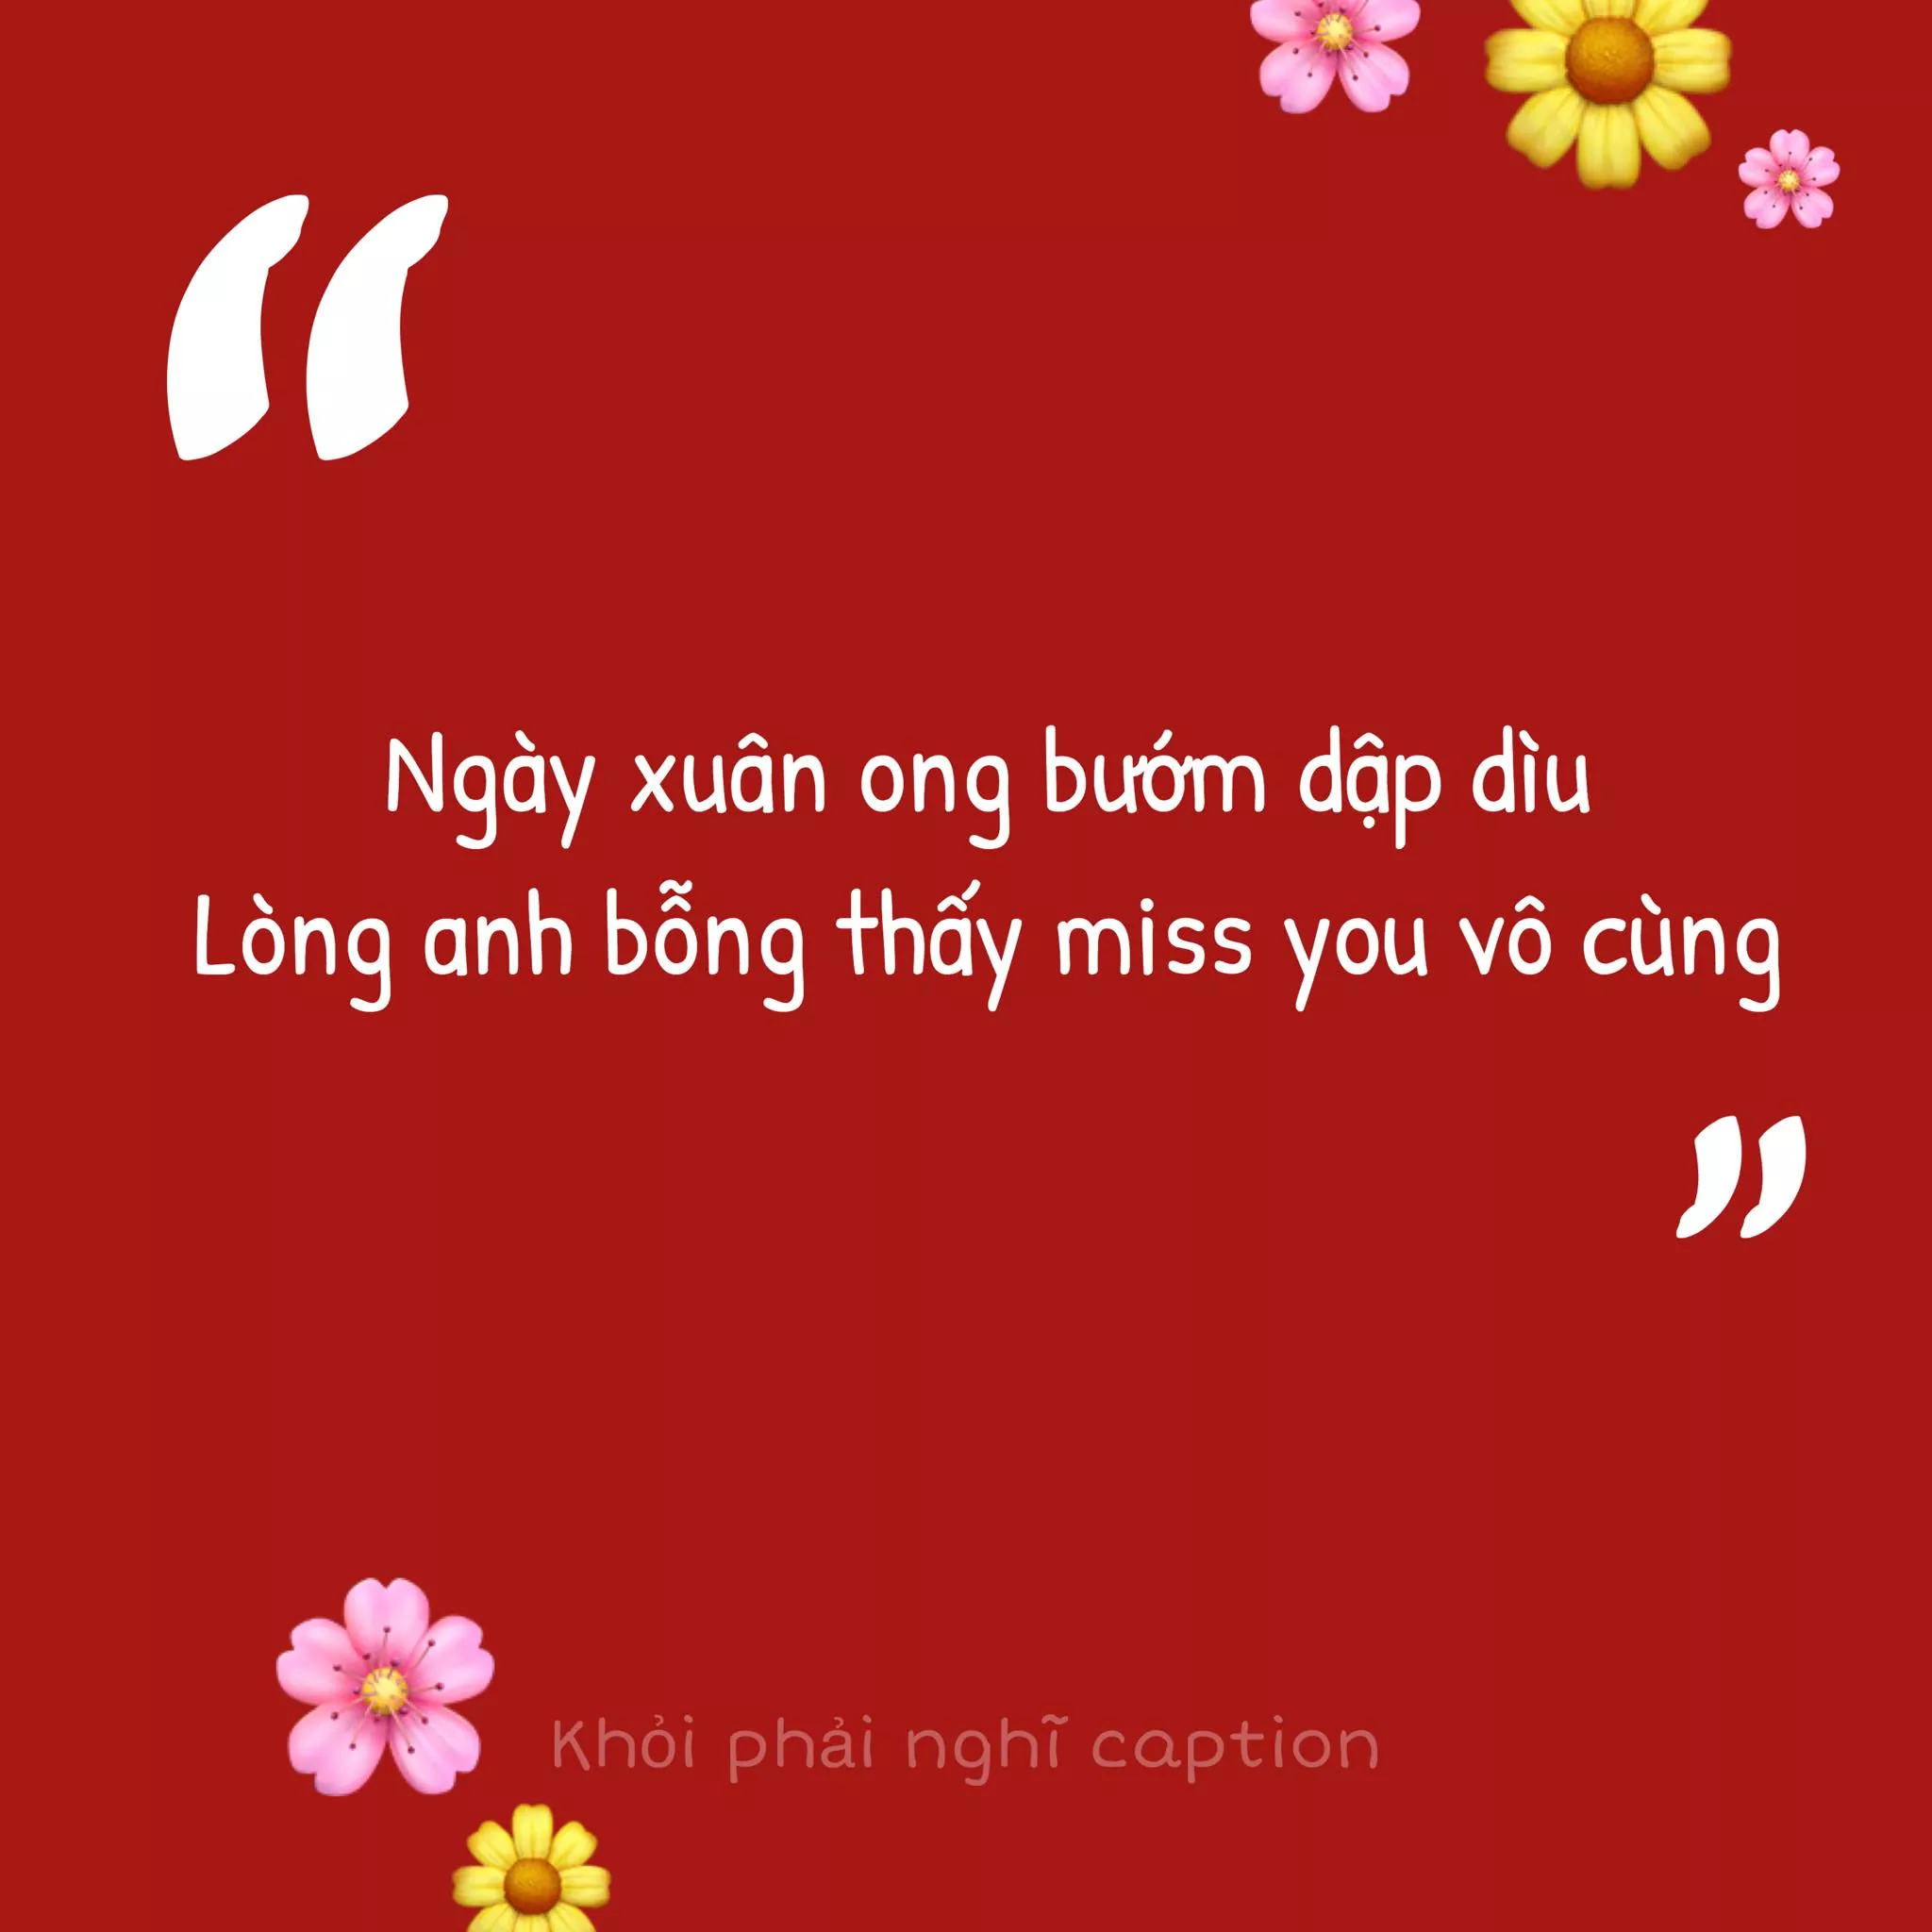 “
Ngày xuân ong bướm dập dìu
Lòng anh bỗng thấy miss you vô cùng
”
Khỏi phải nghĩ caption